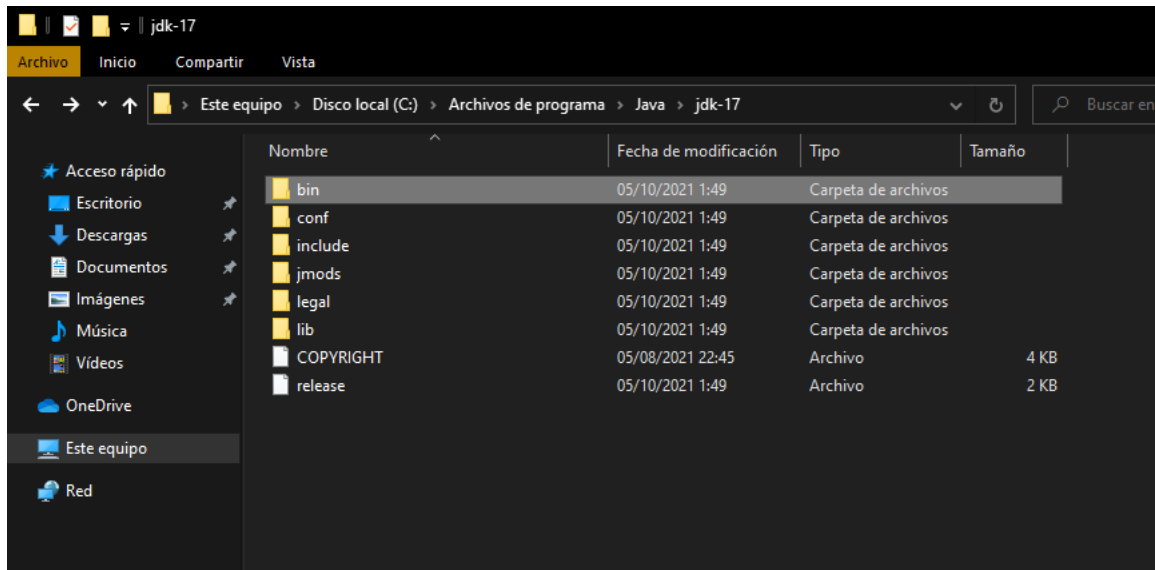 jdk-17
Archivo Inicio Compartir Vista
Este equipo > Disco local (C:) > Archivos de programa > Java > jdk-17
Buscar en
Nombre Fecha de modificación Tipo Tamaño
Acceso rápido
Escritorio
Descargas
Documentos
Imágenes
Música
Vídeos
OneDrive
Este equipo
Red
bin 05/10/2021 1:49 Carpeta de archivos
conf 05/10/2021 1:49 Carpeta de archivos
include 05/10/2021 1:49 Carpeta de archivos
jmods 05/10/2021 1:49 Carpeta de archivos
legal 05/10/2021 1:49 Carpeta de archivos
lib 05/10/2021 1:49 Carpeta de archivos
COPYRIGHT 05/08/2021 22:45 Archivo 4 KB
release 05/10/2021 1:49 Archivo 2 KB